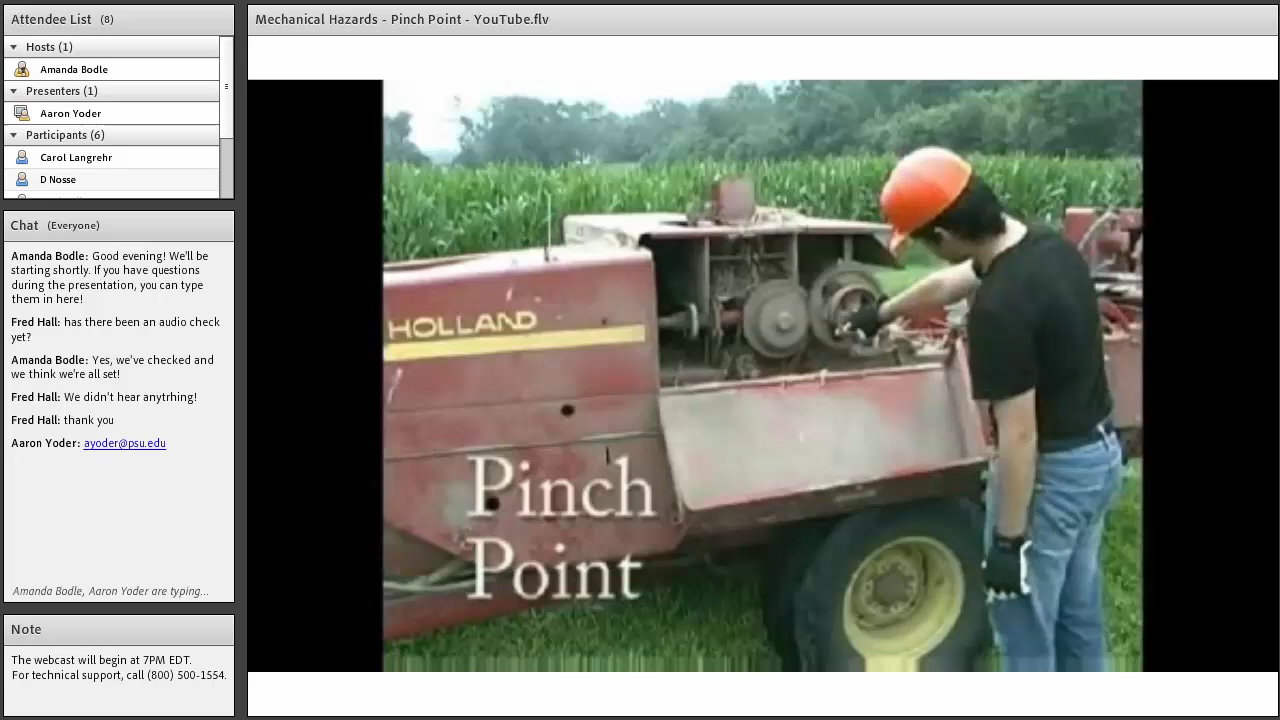 Attendee List (8)
Hosts (1)
Amanda Bodle
Presenters (1)
Aaron Yoder
Participants (6)
Carol Langrehr
D Nosse
Chat (Everyone)
Amanda Bodle: Good evening! We'll be
starting shortly. If you have questions
during the presentation, you can type
them in here!
Fred Hall: has there been an audio check
yet?
Amanda Bodle: Yes, we've checked and
we think we're all set!
Fred Hall: We didn't hear anytrhing!
Fred Hall: thank you
Aaron Yoder: ayoder@psu.edu
Amanda Bodle, Aaron Yoder are typing...
Note
The webcast will begin at 7PM EDT.
For technical support, call (800) 500-1554.
Mechanical Hazards - Pinch Point - YouTube.flv
HOLLAND
Pinch
Point